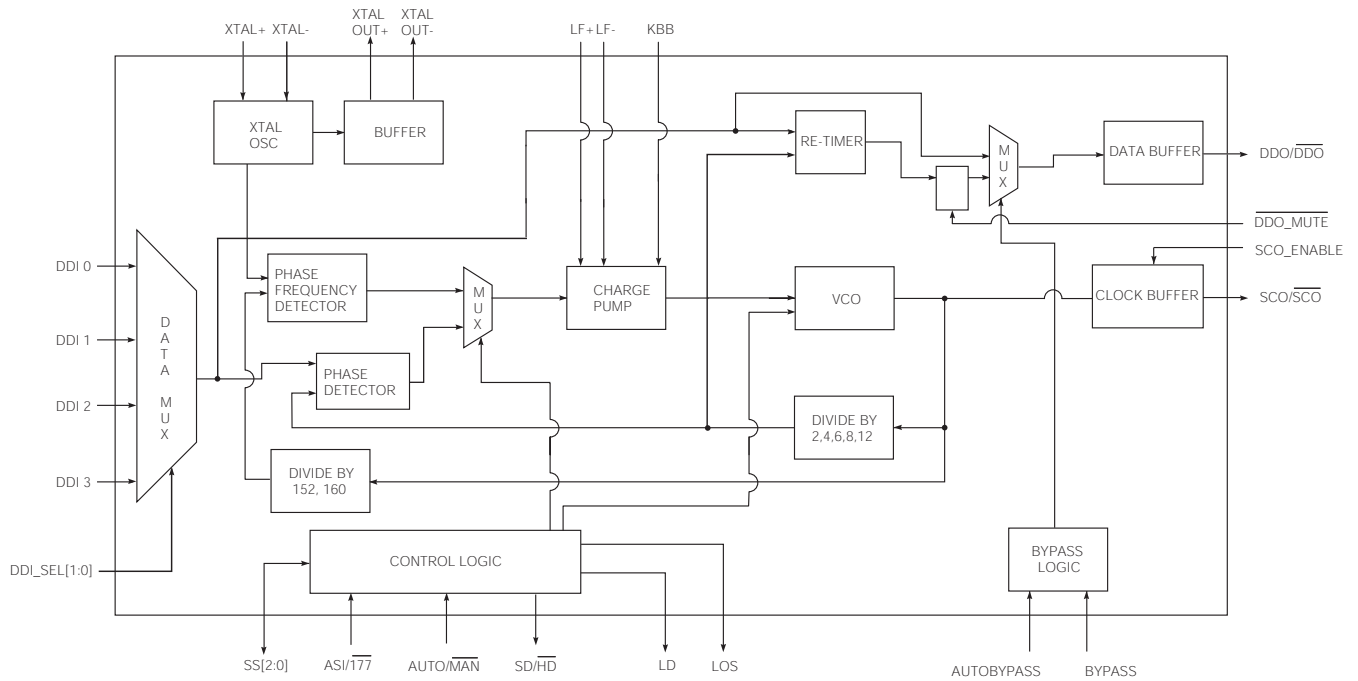 XTAL+ XTAL-
XTAL
OUT+
XTAL
OUT-
LF+ LF-
KBB
XTAL
OSC
BUFFER
RE-TIMER
M
U
X
DATA BUFFER
DDO/DDO
DDO_MUTE
SCO_ENABLE
DDI 0
PHASE
FREQUENCY
DETECTOR
M
U
X
CHARGE
PUMP
VCO
CLOCK BUFFER
SCO/SCO
DDI 1
D
A
T
A
M
U
X
PHASE
DETECTOR
DDI 2
DIVIDE BY
2,4,6,8,12
DDI 3
DIVIDE BY
152, 160
DDI_SEL[1:0]
CONTROL LOGIC
BYPASS
LOGIC
SS[2:0]
ASI/177
AUTO/MAN
SD/HD
LD
LOS
AUTOBYPASS
BYPASS